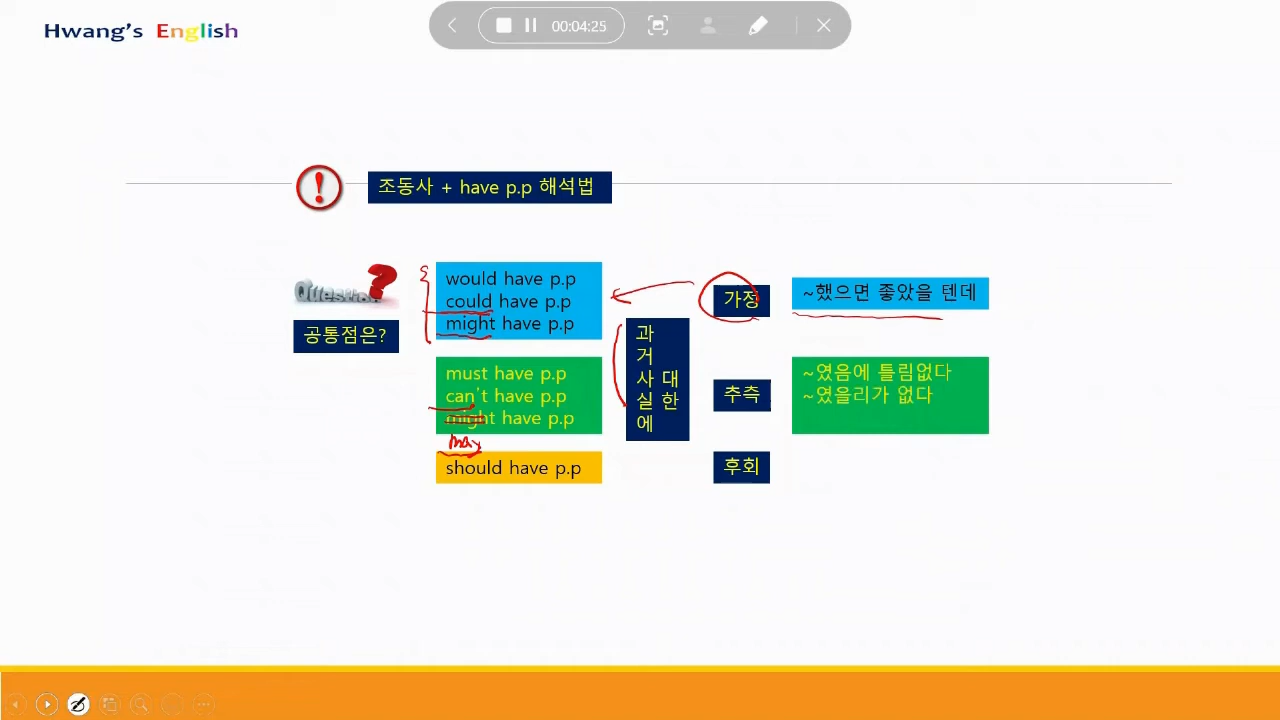 Hwang's English
00:04:25
조동사 + have p.p 해석법
Question?
공통점은?
would have p.p
could have p.p
might have p.p
must have p.p
can't have p.p
might have p.p
may
should have p.p
과
거
사 대
실 한
에
가정
~했으면 좋았을 텐데
추측
~였음에 틀림없다
~였을리가 없다
후회